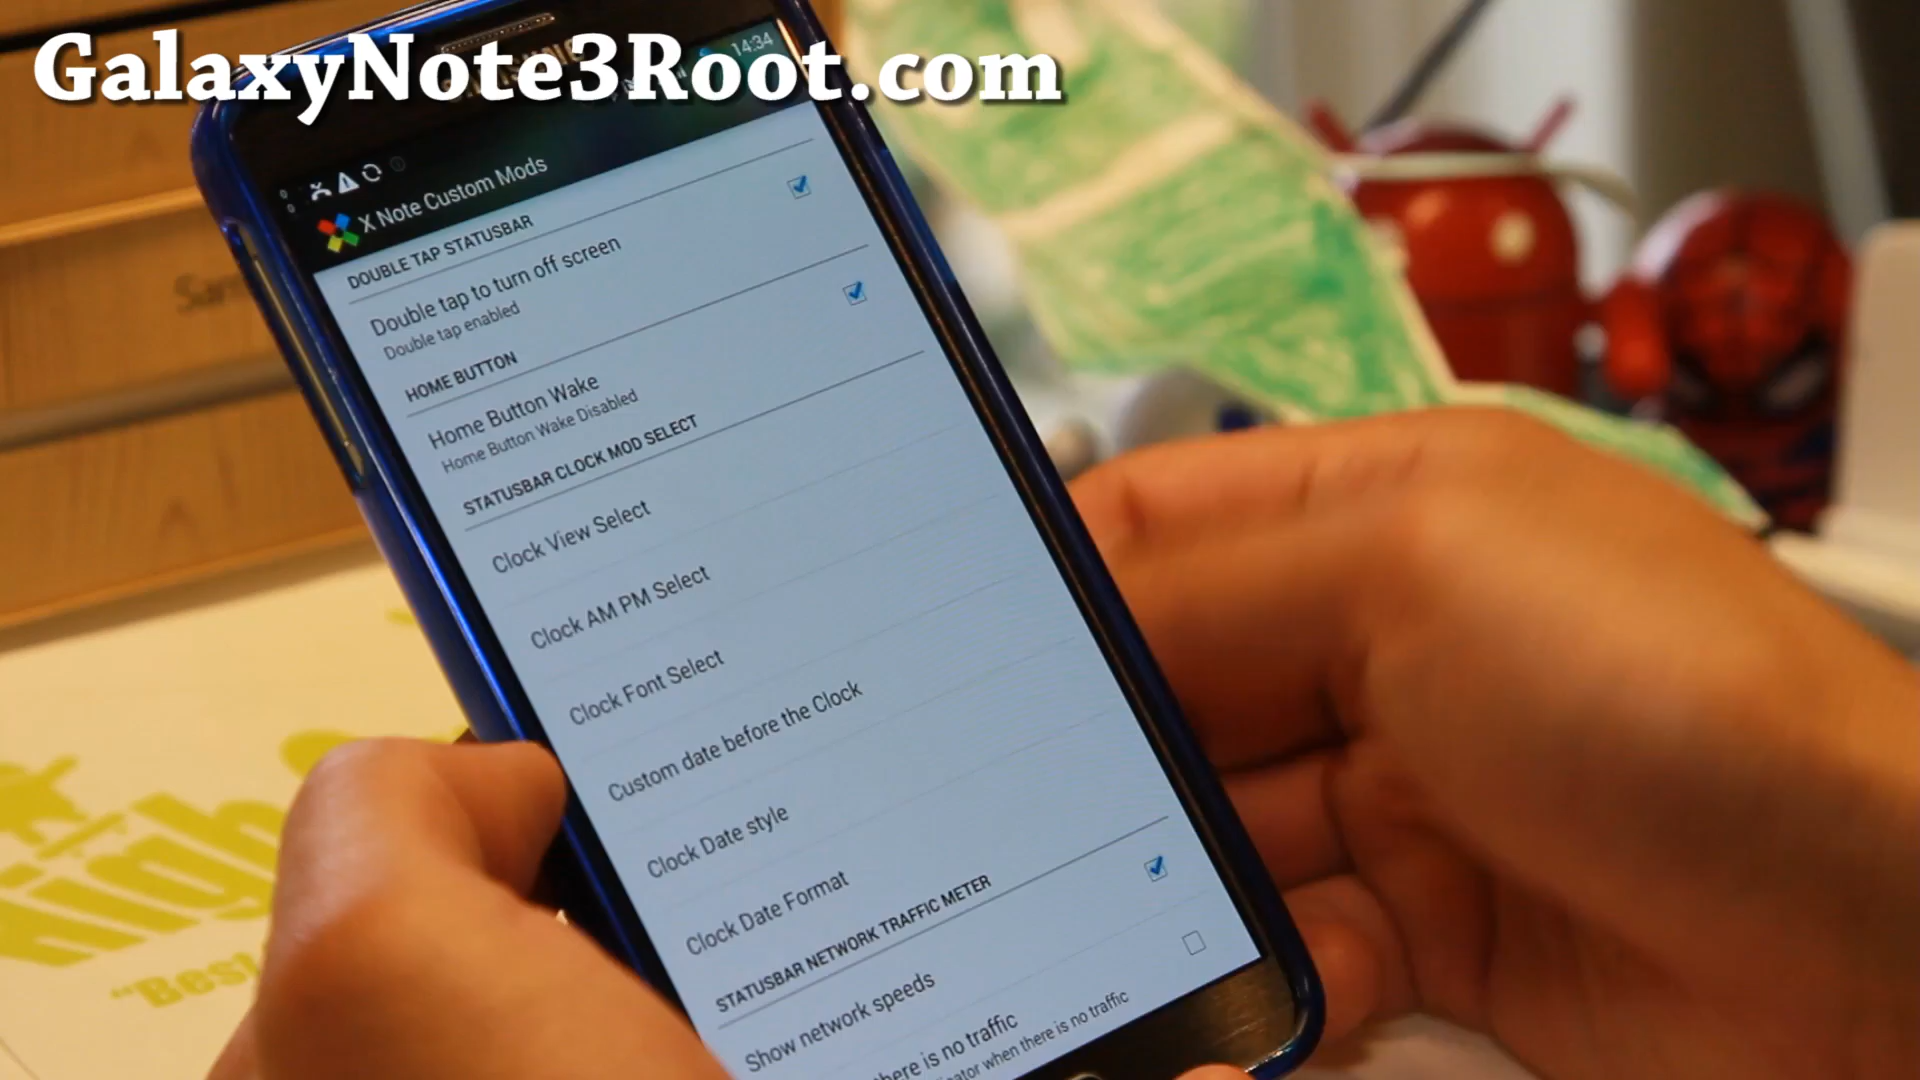 GalaxyNote3Root.com
14:34
X Note Custom Mods
DOUBLE TAP STATUSBAR
Double tap to turn off screen
Double tap enabled
HOME BUTTON
Home Button Wake
Home Button Wake Disabled
STATUSBAR CLOCK MOD SELECT
Clock View Select
Clock AM PM Select
Clock Font Select
Custom date before the Clock
Clock Date style
Clock Date Format
STATUSBAR NETWORK TRAFFIC METER
Show network speeds
there is no traffic
when there is no traffic
High
"Best